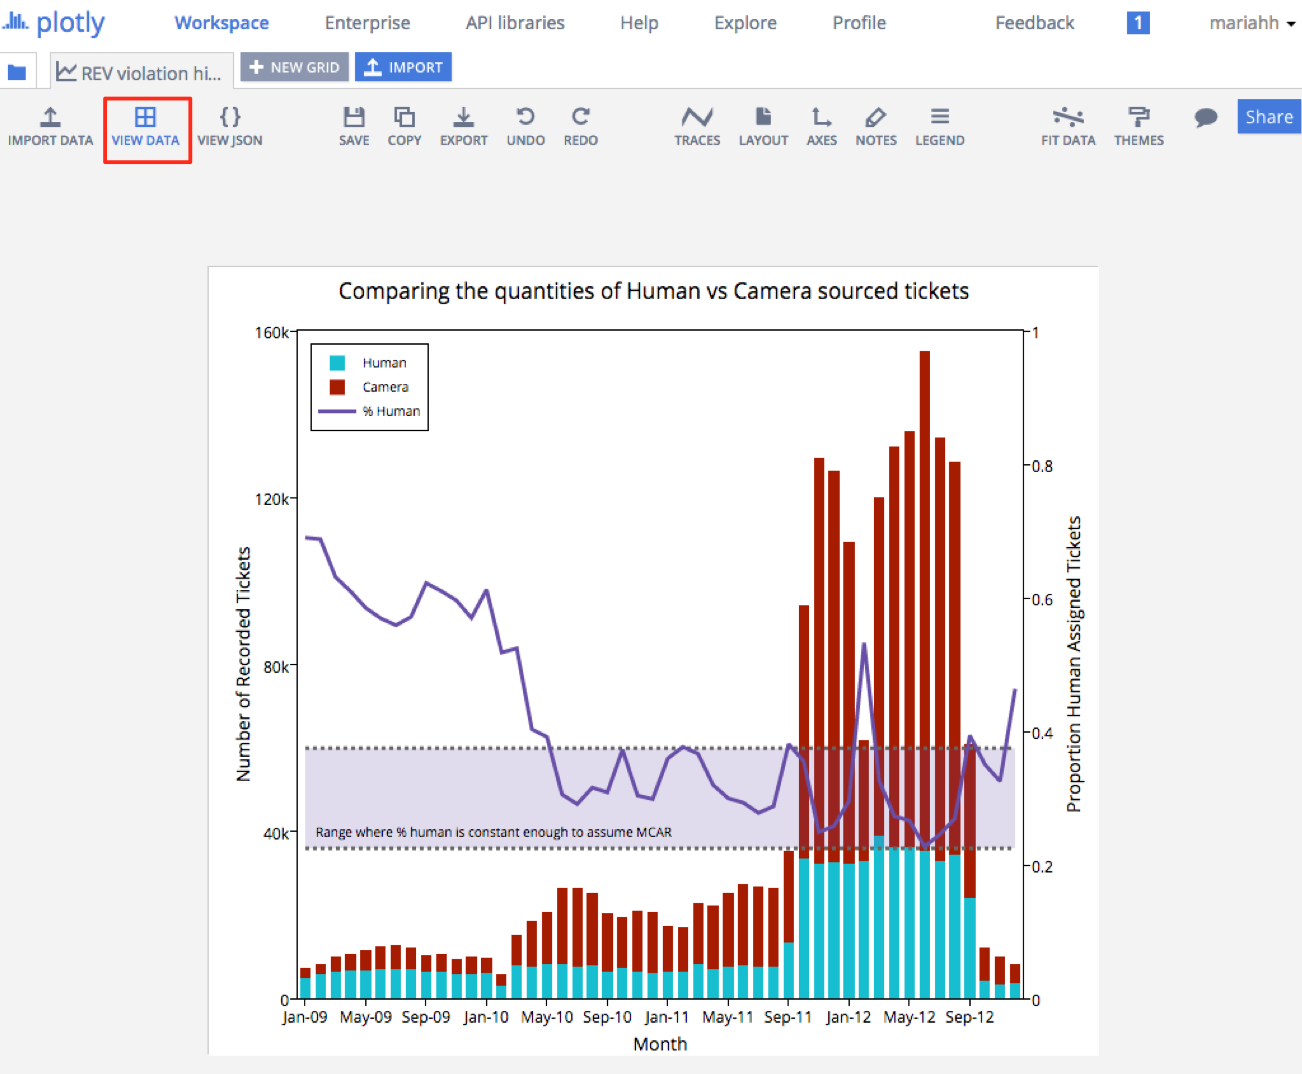 plotly Workspace Enterprise API libraries Help Explore Profile Feedback 1 mariahh
REV violation hi... + NEW GRID IMPORT
IMPORT DATA VIEW DATA VIEW JSON SAVE COPY EXPORT UNDO REDO TRACES LAYOUT AXES NOTES LEGEND FIT DATA THEMES Share
Comparing the quantities of Human vs Camera sourced tickets
160k
120k
80k
40k
0
Number of Recorded Tickets
Human
Camera
% Human
Range where % human is constant enough to assume MCAR
1
0.8
0.6
0.4
0.2
0
Proportion Human Assigned Tickets
Jan-09 May-09 Sep-09 Jan-10 May-10 Sep-10 Jan-11 May-11 Sep-11 Jan-12 May-12 Sep-12
Month